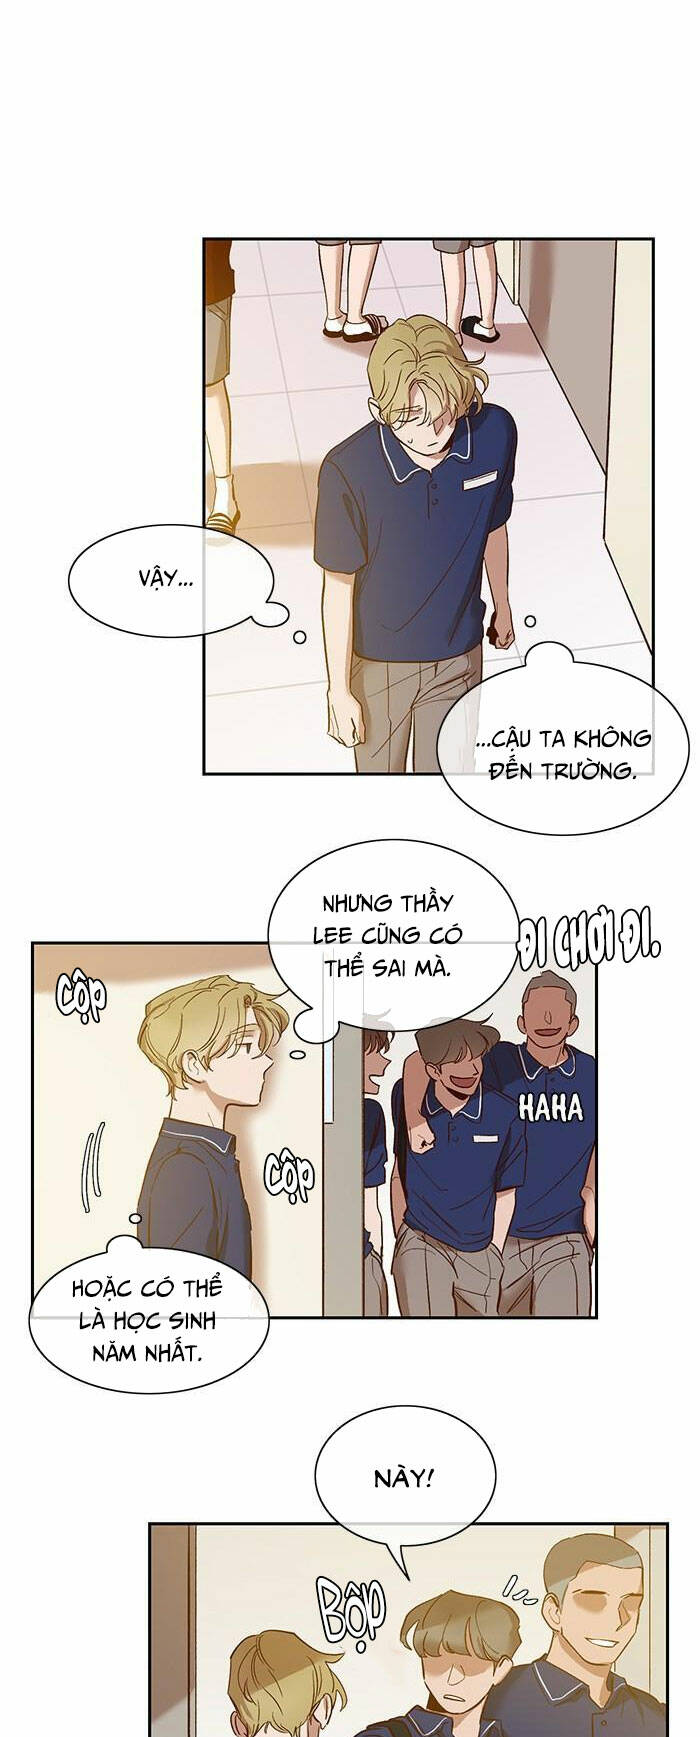 VẬY...
...CẬU TA KHÔNG
ĐẾN TRƯỜNG.
NHƯNG THẦY
LEE CŨNG CÓ
THỂ SAI MÀ.
ĐI CHƠI ĐI.
CỘP
HAHA
CỘP
HOẶC CÓ THỂ
LÀ HỌC SINH
NĂM NHẤT.
NÀY!
BỘP